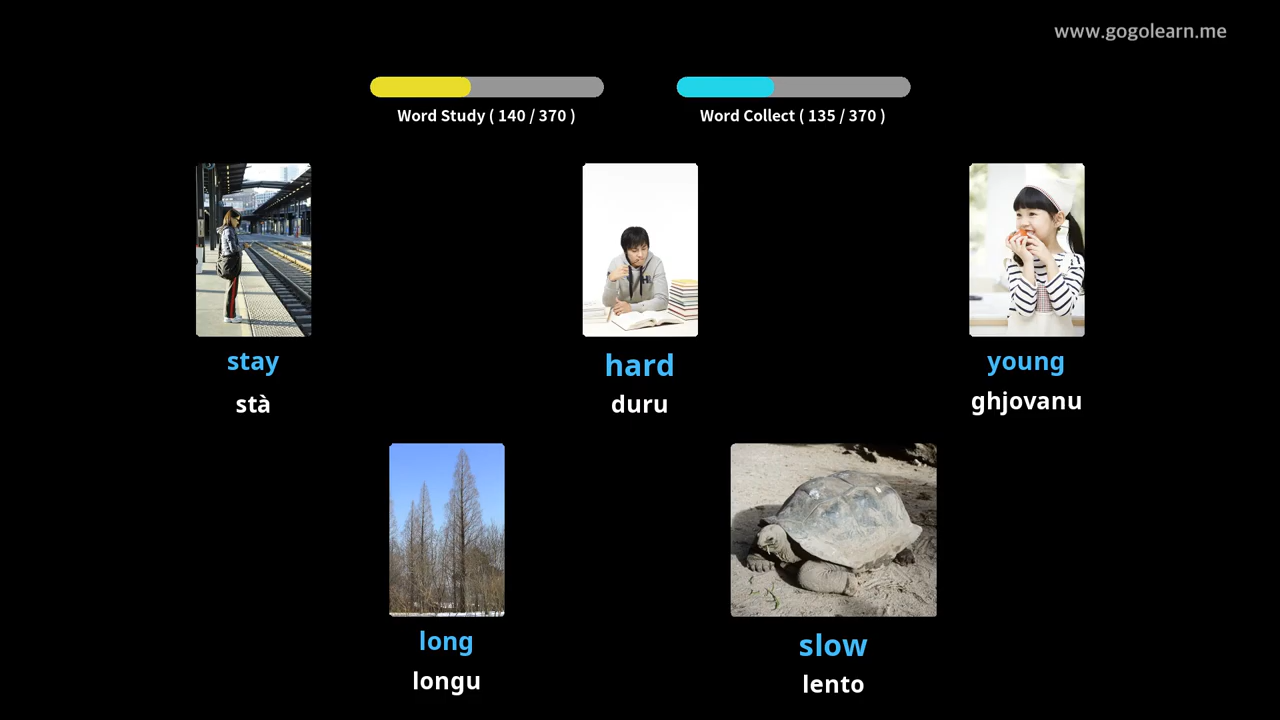 www.gogolearn.me
Word Study ( 140 / 370 )
Word Collect ( 135 / 370 )
stay
stà
hard
duru
young
ghjovanu
long
longu
slow
lento